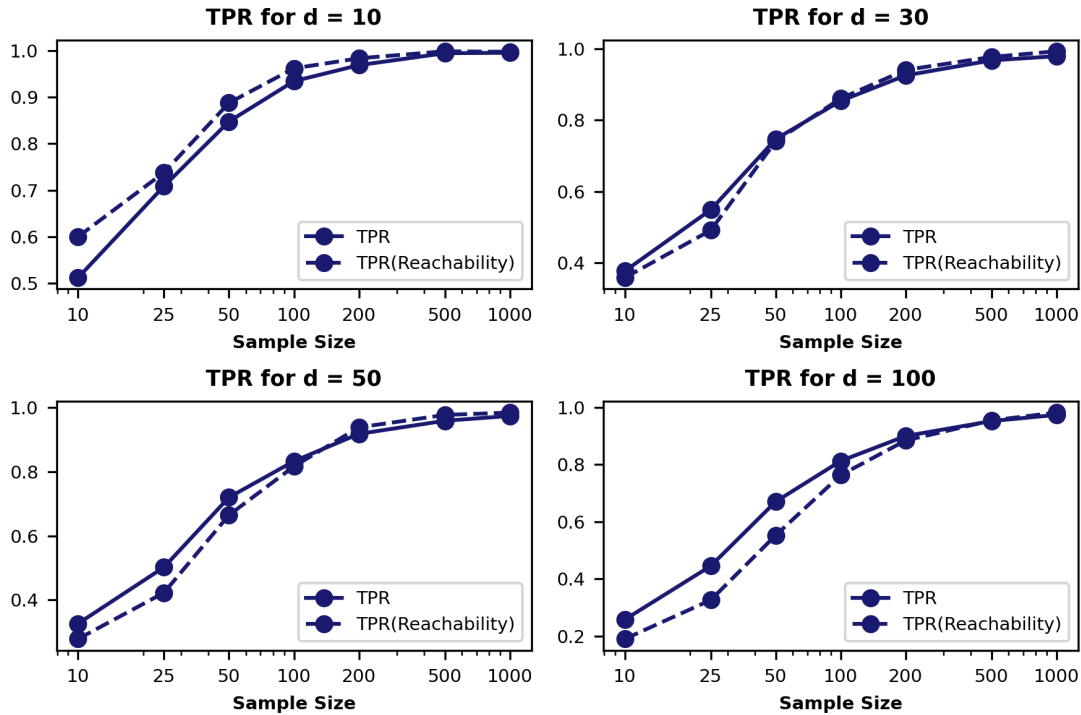 TPR for d = 10
1.0
0.9
0.8
0.7
0.6
0.5
TPR
TPR(Reachability)
10 25 50 100 200 500 1000
Sample Size
TPR for d = 30
1.0
0.8
0.6
0.4
TPR
TPR(Reachability)
10 25 50 100 200 500 1000
Sample Size
TPR for d = 50
1.0
0.8
0.6
0.4
TPR
TPR(Reachability)
10 25 50 100 200 500 1000
Sample Size
TPR for d = 100
1.0
0.8
0.6
0.4
0.2
TPR
TPR(Reachability)
10 25 50 100 200 500 1000
Sample Size